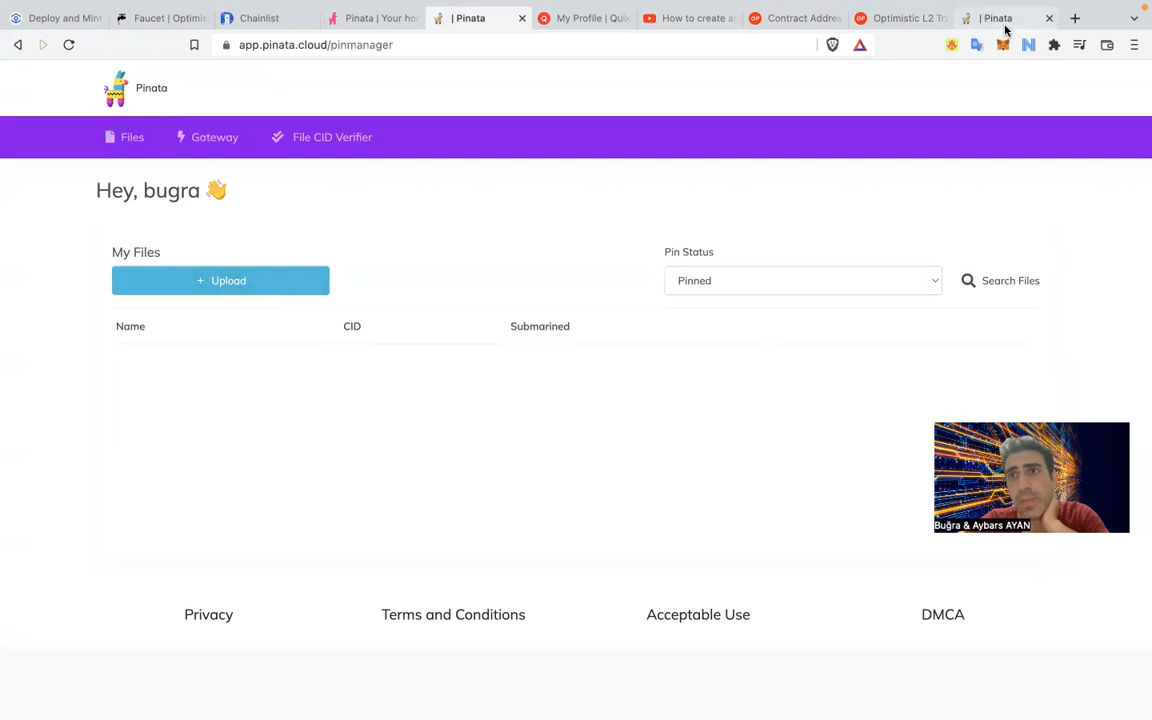 Deploy and Mint
Faucet | Optimis
Chainlist
Pinata | Your ho
| Pinata
My Profile | Quix
How to create a
Contract Addres
Optimistic L2 Tr
| Pinata
app.pinata.cloud/pinmanager
Pinata
Files
Gateway
File CID Verifier
Hey, bugra 👋
My Files
Pin Status
+ Upload
Pinned
Search Files
Name
CID
Submarined
Buğra & Aybars AYAN
Privacy
Terms and Conditions
Acceptable Use
DMCA